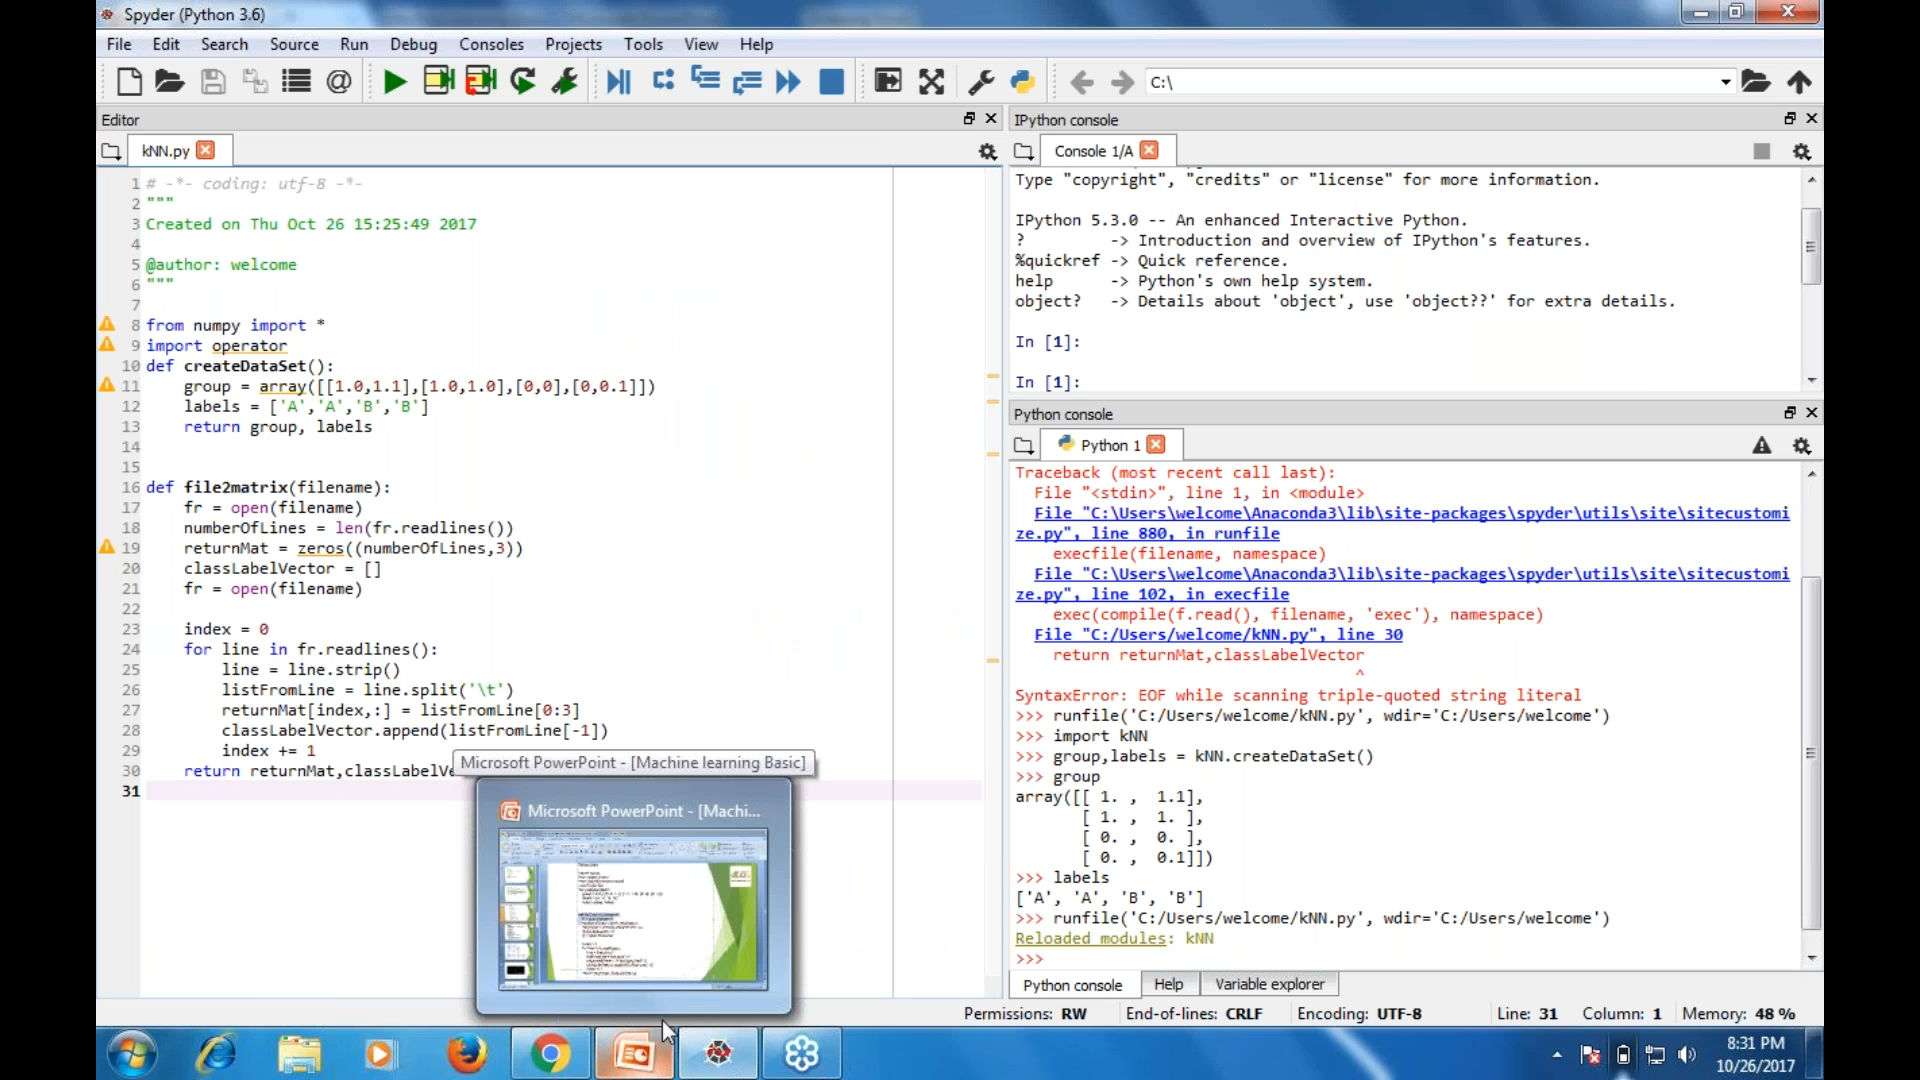 Spyder (Python 3.6)
File Edit Search Source Run Debug Consoles Projects Tools View Help
C:\
Editor
kNN.py
1 # -*- coding: utf-8 -*-
2 """
3 Created on Thu Oct 26 15:25:49 2017
4
5 @author: welcome
6 """
7
8 from numpy import *
9 import operator
10 def createDataSet():
11 group = array([[1.0,1.1],[1.0,1.0],[0,0],[0,0.1]])
12 labels = ['A','A','B','B']
13 return group, labels
14
15
16 def file2matrix(filename):
17 fr = open(filename)
18 numberOfLines = len(fr.readlines())
19 returnMat = zeros((numberOfLines,3))
20 classLabelVector = []
21 fr = open(filename)
22
23 index = 0
24 for line in fr.readlines():
25 line = line.strip()
26 listFromLine = line.split('\t')
27 returnMat[index,:] = listFromLine[0:3]
28 classLabelVector.append(listFromLine[-1])
29 index += 1
30 return returnMat,classLabelVe
31
Microsoft PowerPoint - [Machine learning Basic]
Microsoft PowerPoint - [Machi...
IPython console
Console 1/A
Type "copyright", "credits" or "license" for more information.
IPython 5.3.0 -- An enhanced Interactive Python.
? -> Introduction and overview of IPython's features.
%quickref -> Quick reference.
help -> Python's own help system.
object? -> Details about 'object', use 'object??' for extra details.
In [1]:
In [1]:
Python console
Python 1
Traceback (most recent call last):
File "<stdin>", line 1, in <module>
File "C:\Users\welcome\Anaconda3\lib\site-packages\spyder\utils\site\sitecustomi
ze.py", line 880, in runfile
execfile(filename, namespace)
File "C:\Users\welcome\Anaconda3\lib\site-packages\spyder\utils\site\sitecustomi
ze.py", line 102, in execfile
exec(compile(f.read(), filename, 'exec'), namespace)
File "C:/Users/welcome/kNN.py", line 30
return returnMat,classLabelVector
^
SyntaxError: EOF while scanning triple-quoted string literal
>>> runfile('C:/Users/welcome/kNN.py', wdir='C:/Users/welcome')
>>> import kNN
>>> group,labels = kNN.createDataSet()
>>> group
array([[ 1. , 1.1],
[ 1. , 1. ],
[ 0. , 0. ],
[ 0. , 0.1]])
>>> labels
['A', 'A', 'B', 'B']
>>> runfile('C:/Users/welcome/kNN.py', wdir='C:/Users/welcome')
Reloaded modules: kNN
>>>
Python console Help Variable explorer
Permissions: RW End-of-lines: CRLF Encoding: UTF-8 Line: 31 Column: 1 Memory: 48 %
8:31 PM
10/26/2017